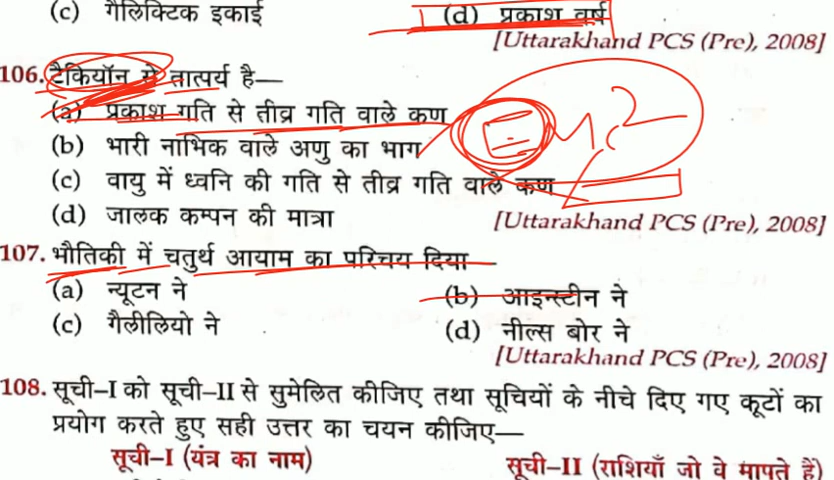 (c) गैलिक्टिक इकाई (d) प्रकाश वर्ष
[Uttarakhand PCS (Pre), 2008]
106. टैकियॉन से तात्पर्य है—
(a) प्रकाश गति से तीव्र गति वाले कण
(b) भारी नाभिक वाले अणु का भाग
(c) वायु में ध्वनि की गति से तीव्र गति वाले कण
(d) जालक कम्पन की मात्रा [Uttarakhand PCS (Pre), 2008]
107. भौतिकी में चतुर्थ आयाम का परिचय दिया
(a) न्यूटन ने (b) आइन्स्टीन ने
(c) गैलीलियो ने (d) नील्स बोर ने
[Uttarakhand PCS (Pre), 2008]
108. सूची–I को सूची–II से सुमेलित कीजिए तथा सूचियों के नीचे दिए गए कूटों का
प्रयोग करते हुए सही उत्तर का चयन कीजिए—
सूची–I (यंत्र का नाम) सूची–II (राशियाँ जो वे मापते हैं)